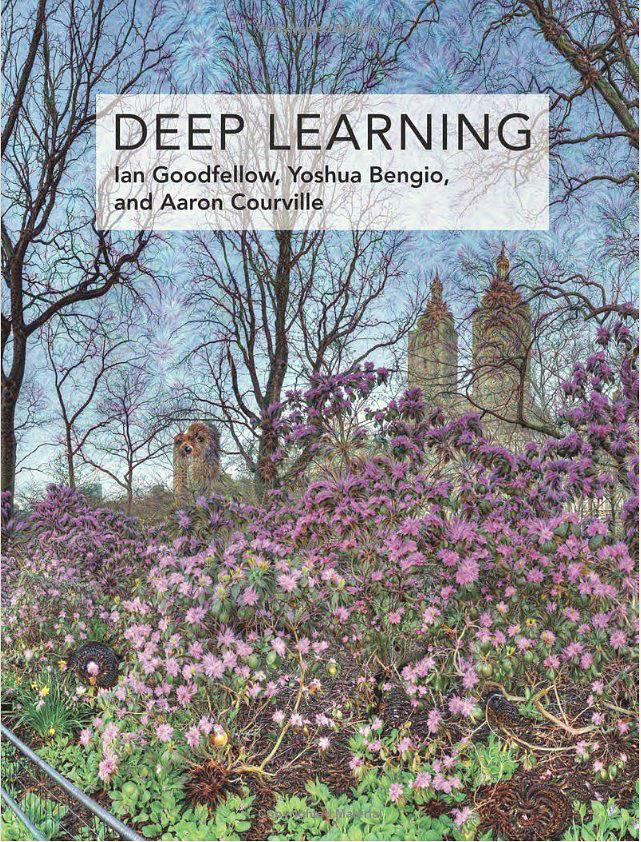 DEEP LEARNING
Ian Goodfellow, Yoshua Bengio,
and Aaron Courville